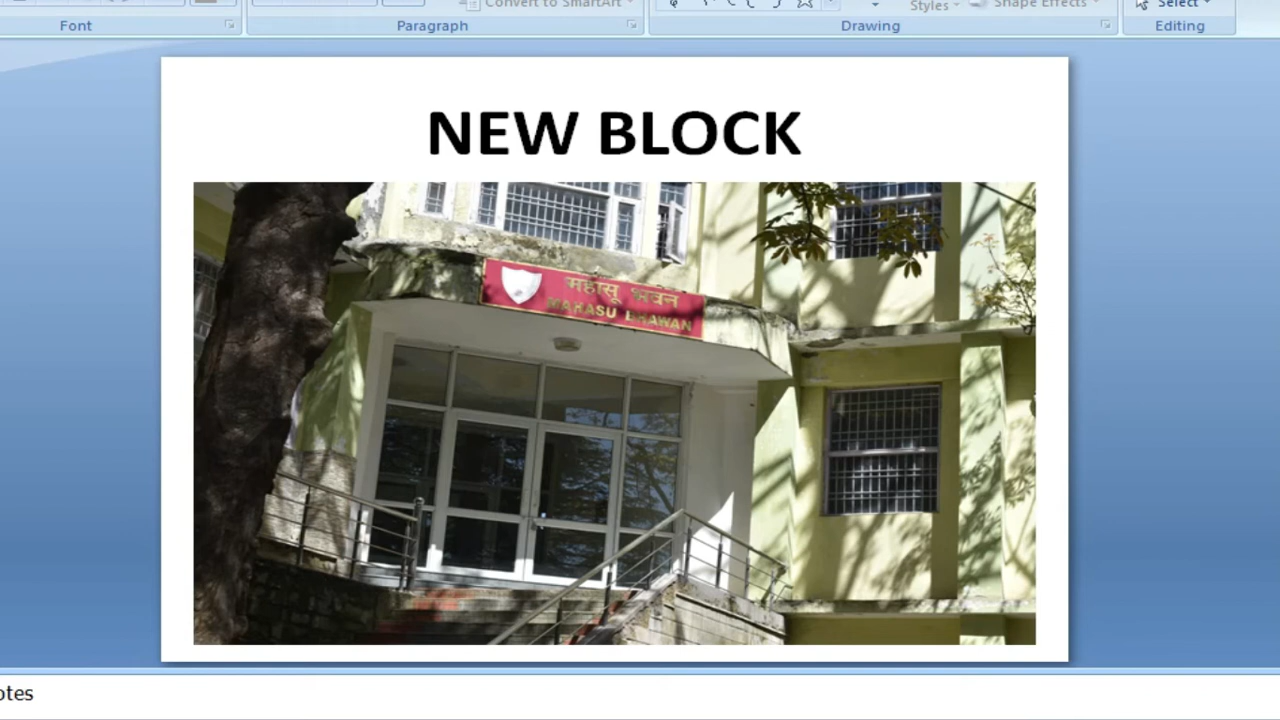 Convert to SmartArt
Styles
Shape Effects
Select
Font
Paragraph
Drawing
Editing
NEW BLOCK
महासू भवन
MAHASU BHAWAN
otes